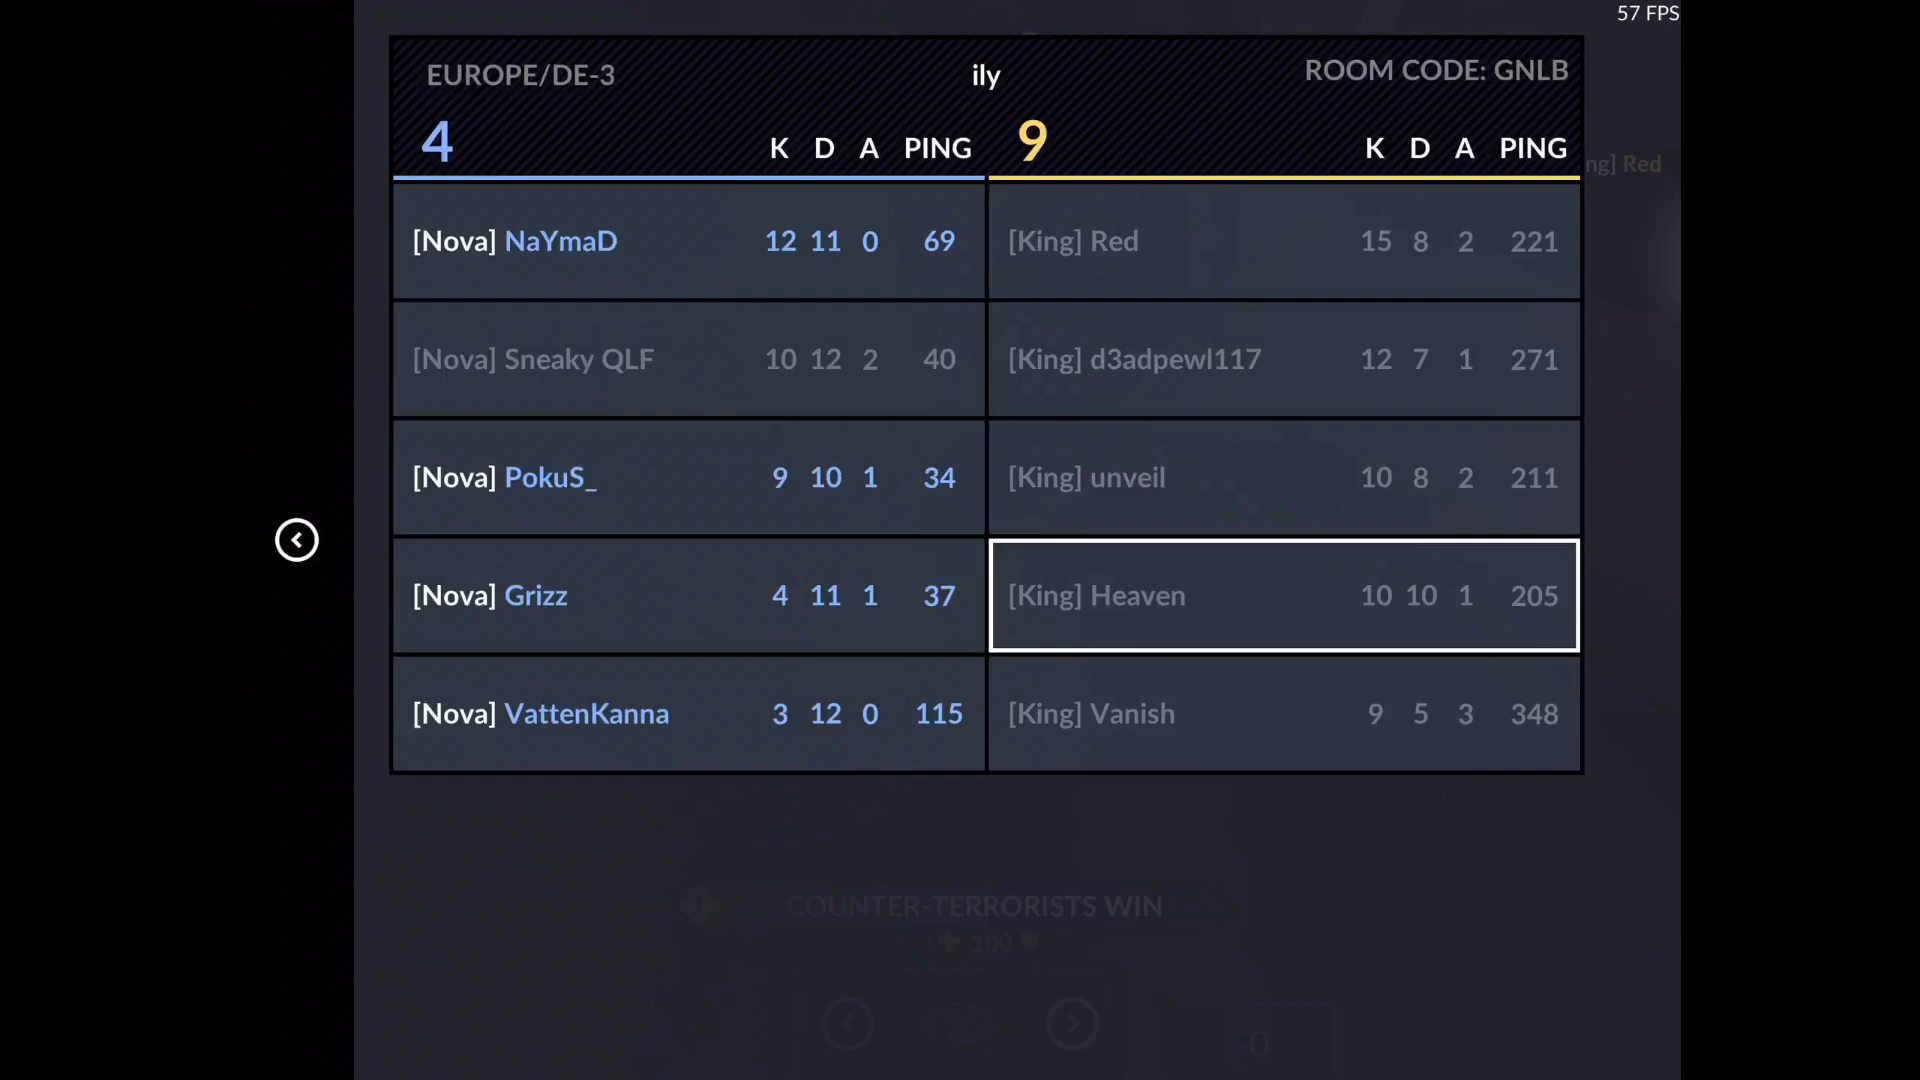 57 FPS
EUROPE/DE-3 ily ROOM CODE: GNLB
4 K D A PING 9 K D A PING
ng] Red
[Nova] NaYmaD 12 11 0 69 [King] Red 15 8 2 221
[Nova] Sneaky QLF 10 12 2 40 [King] d3adpewl117 12 7 1 271
[Nova] PokuS_ 9 10 1 34 [King] unveil 10 8 2 211
[Nova] Grizz 4 11 1 37 [King] Heaven 10 10 1 205
[Nova] VattenKanna 3 12 0 115 [King] Vanish 9 5 3 348
COUNTER-TERRORISTS WIN
100